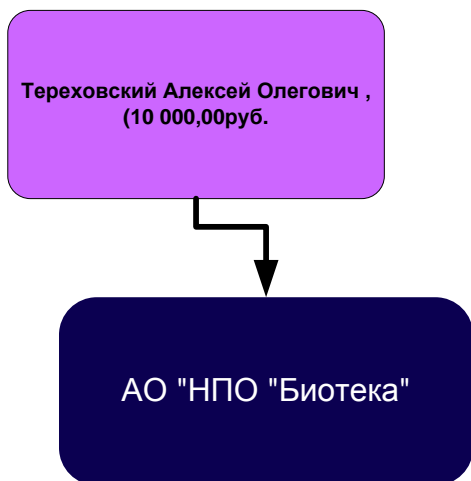 Тереховский Алексей Олегович ,
(10 000,00руб.
АО "НПО "Биотека"